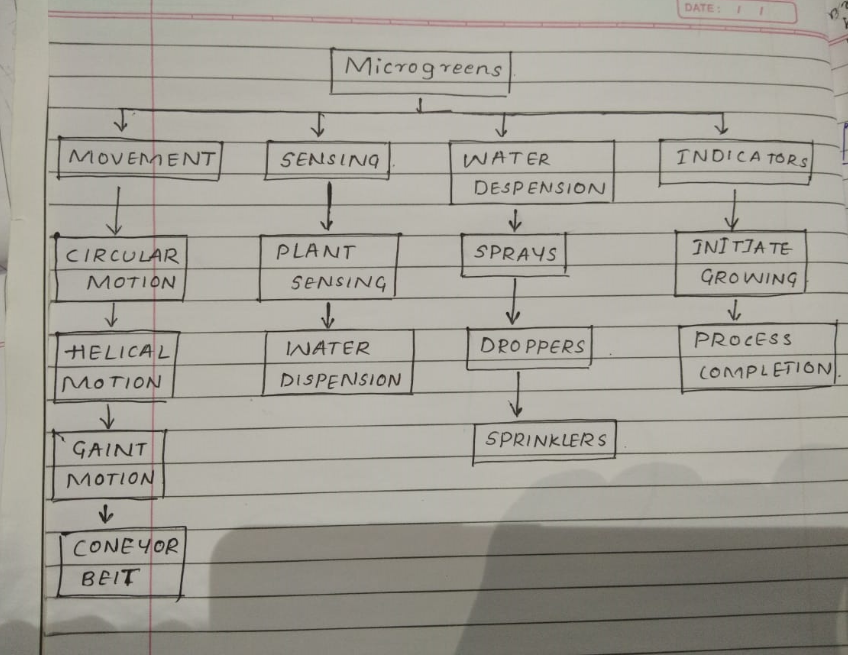 DATE: / /
Microgreens
MOVEMENT
SENSING
WATER
DESPENSION
INDICATORS
CIRCULAR
MOTION
PLANT
SENSING
SPRAYS
INITIATE
GROWING
HELICAL
MOTION
WATER
DISPENSION
DROPPERS
PROCESS
COMPLETION.
GAINT
MOTION
SPRINKLERS
CONEYOR
BEIT